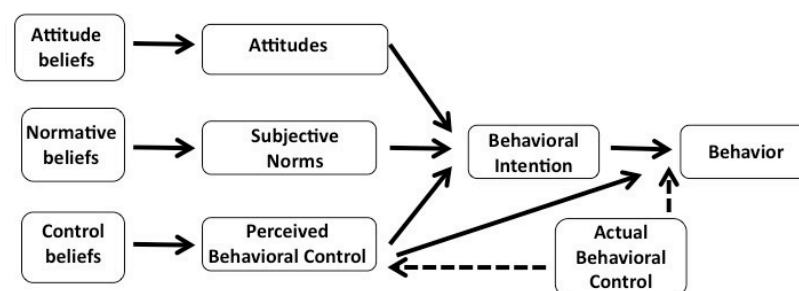 Attitude
beliefs
Attitudes
Normative
beliefs
Subjective
Norms
Behavioral
Intention
Behavior
Control
beliefs
Perceived
Behavioral Control
Actual
Behavioral
Control